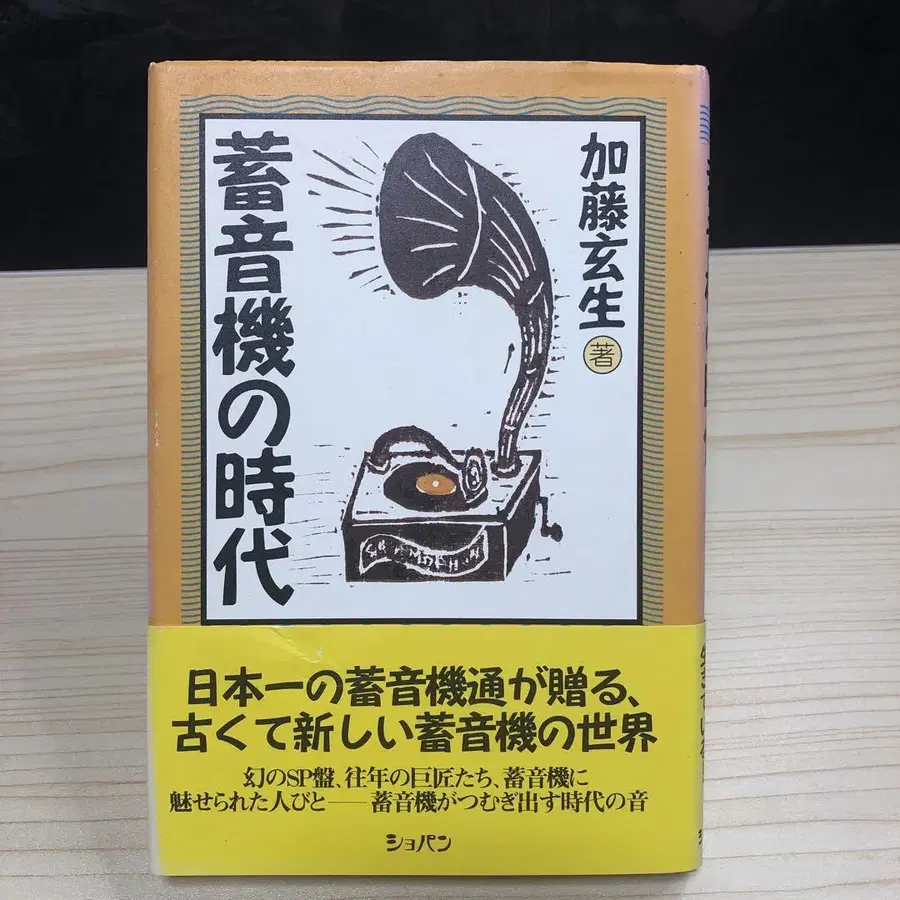 蓄音機の時代
加藤玄生
著
日本一の蓄音機通が贈る、
古くて新しい蓄音機の世界
幻のSP盤、往年の巨匠たち、蓄音機に
魅せられた人びと――蓄音機がつむぎ出す時代の音
ショパン